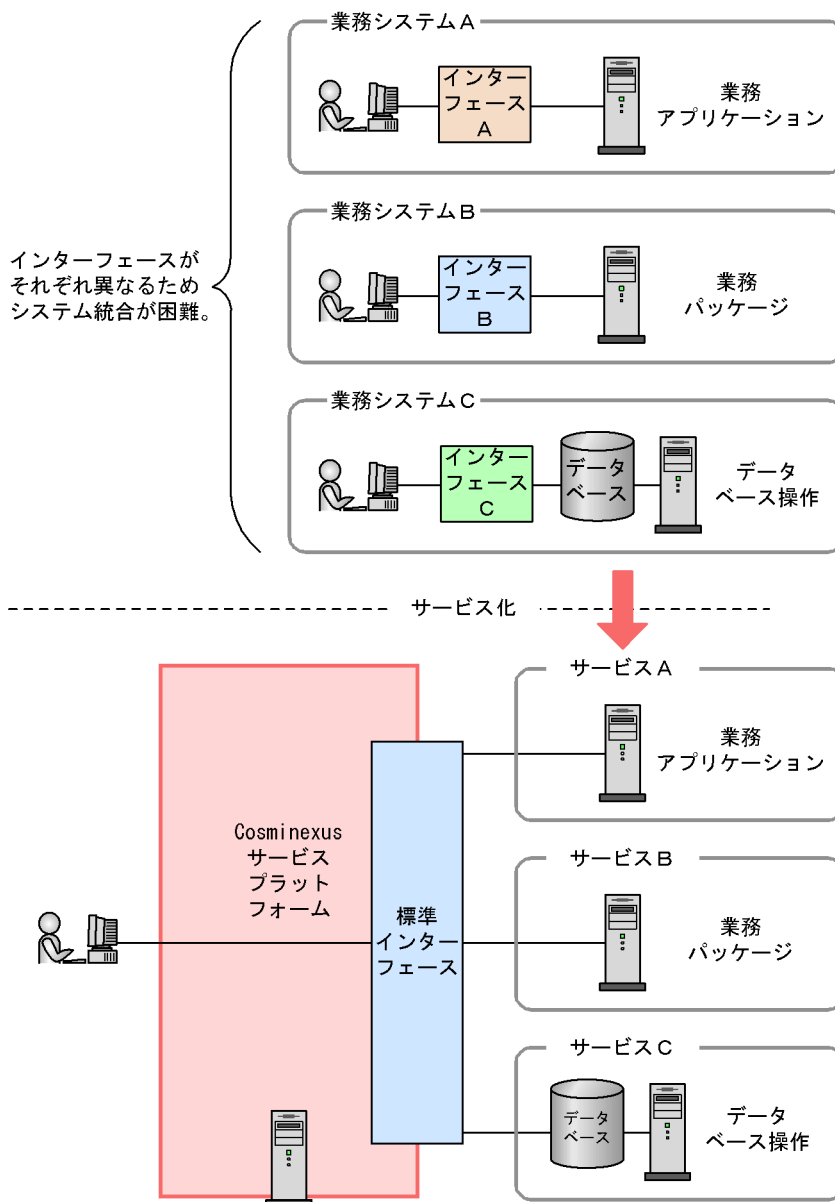 業務システムA
インター
フェース
A
業務
アプリケーション
業務システムB
インターフェースが
それぞれ異なるため
システム統合が困難。
インター
フェース
B
業務
パッケージ
業務システムC
インター
フェース
C
データ
ベース
データ
ベース操作
サービス化
サービスA
業務
アプリケーション
Cosminexus
サービス
プラット
フォーム
標準
インター
フェース
サービスB
業務
パッケージ
サービスC
データ
ベース
データ
ベース操作